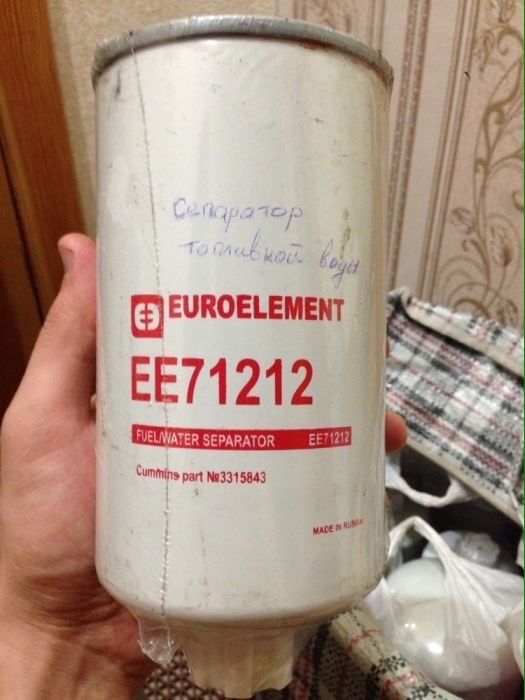 Сепаратор
топливной воды
EUROELEMENT
EE71212
FUEL/WATER SEPARATOR EE71212
Cummins part №3315843
MADE IN RUSSIA